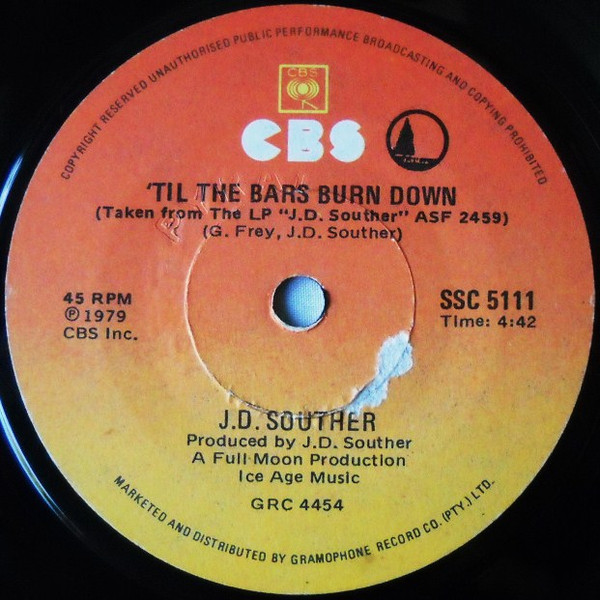 COPYRIGHT RESERVED UNAUTHORISED PUBLIC PERFORMANCE BROADCASTING AND COPYING PROHIBITED
CBS
CBS
'TIL THE BARS BURN DOWN
(Taken from The LP "J.D. Souther" ASF 2459)
(G. Frey, J.D. Souther)
45 RPM
Ⓟ 1979
CBS Inc.
SSC 5111
Time: 4:42
J.D. SOUTHER
Produced by J.D. Souther
A Full Moon Production
Ice Age Music
GRC 4454
MARKETED AND DISTRIBUTED BY GRAMOPHONE RECORD CO. (PTY.) LTD.